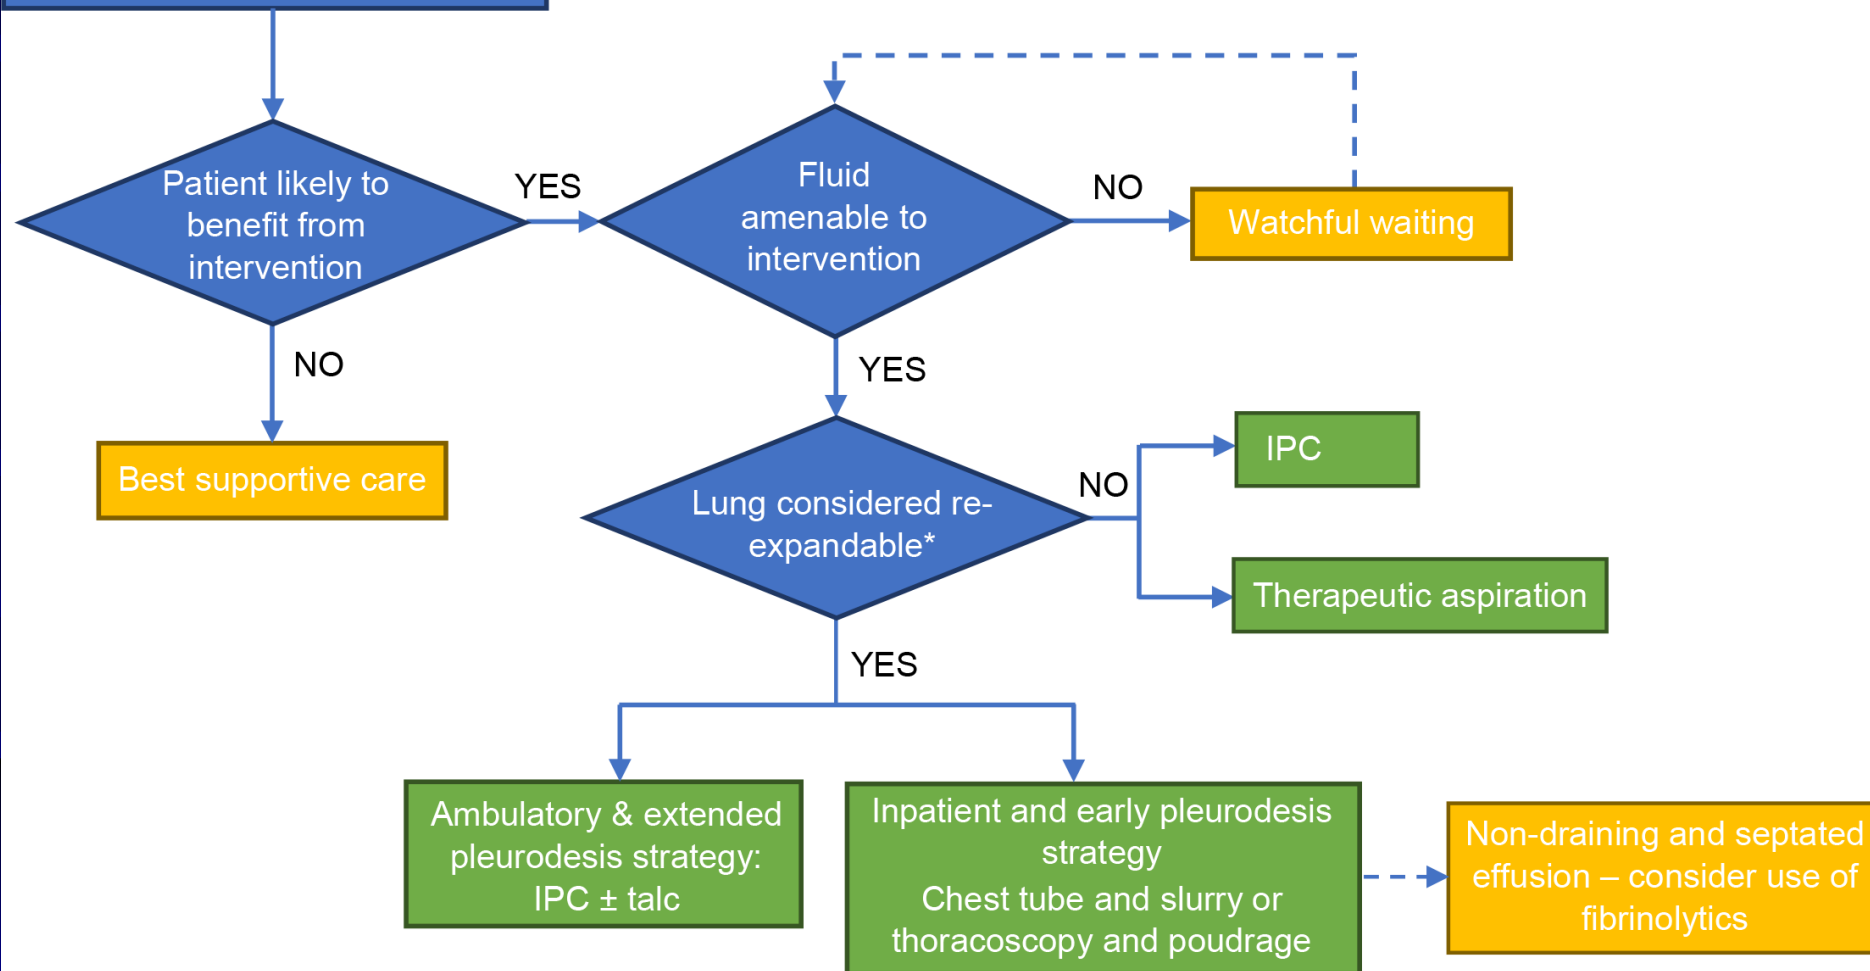 Patient likely to
benefit from
intervention
YES
Fluid
amenable to
intervention
NO
Watchful waiting
NO
Best supportive care
YES
Lung considered re-
expandable*
NO
IPC
Therapeutic aspiration
YES
Ambulatory & extended
pleurodesis strategy:
IPC ± talc
Inpatient and early pleurodesis
strategy
Chest tube and slurry or
thoracoscopy and poudrage
Non-draining and septated
effusion – consider use of
fibrinolytics